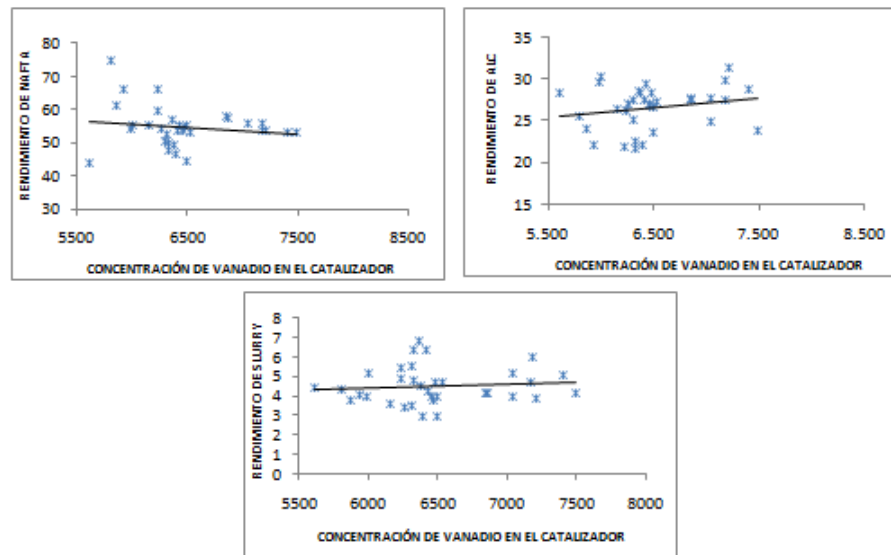 RENDIMIENTO DE NAFTA
80
70
60
50
40
30
5500 6500 7500 8500
CONCENTRACIÓN DE VANADIO EN EL CATALIZADOR
RENDIMIENTO DE ALC
35
30
25
20
15
5.500 6.500 7.500 8.500
CONCENTRACIÓN DE VANADIO EN EL CATALIZADOR
RENDIMIENTO DE SLURRY
8
7
6
5
4
3
2
1
0
5500 6000 6500 7000 7500 8000
CONCENTRACIÓN DE VANADIO EN EL CATALIZADOR